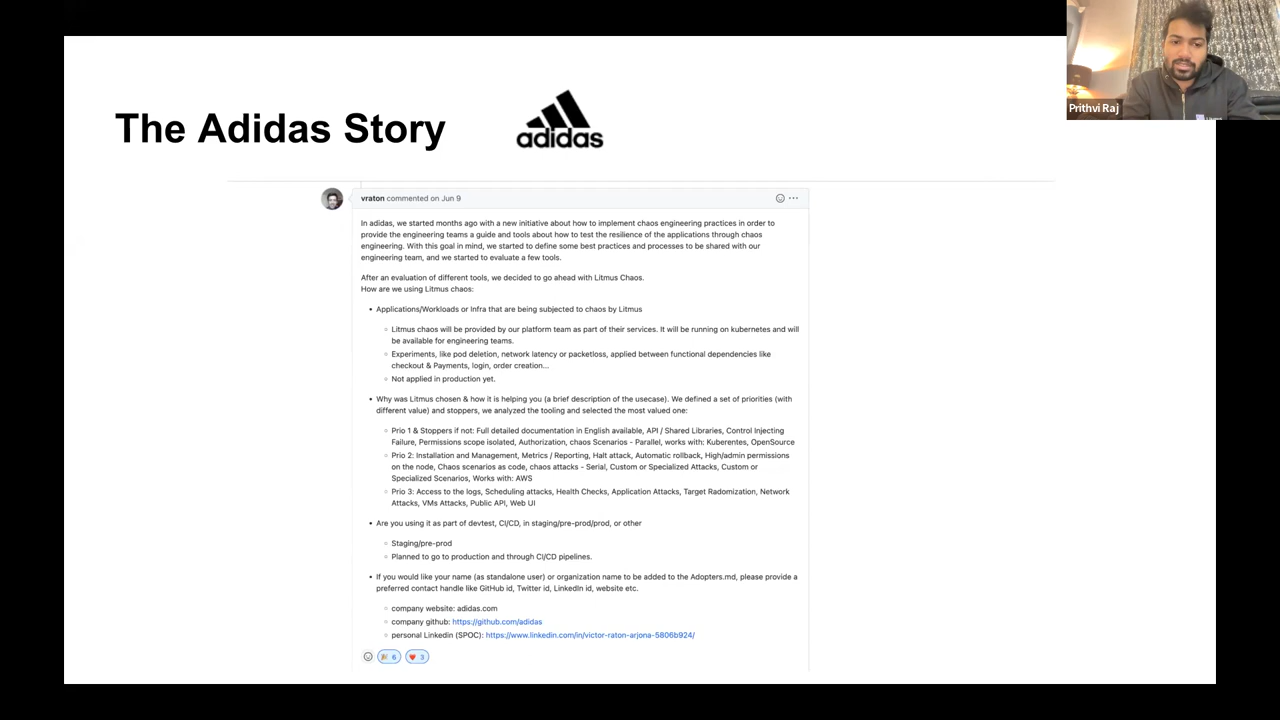 Prithvi Raj
The Adidas Story
adidas
vraton commented on Jun 9
In adidas, we started months ago with a new initiative about how to implement chaos engineering practices in order to
provide the engineering teams a guide and tools about how to test the resilience of the applications through chaos
engineering. With this goal in mind, we started to define some best practices and processes to be shared with our
engineering team, and we started to evaluate a few tools.
After an evaluation of different tools, we decided to go ahead with Litmus Chaos.
How are we using Litmus chaos:
• Applications/Workloads or Infra that are being subjected to chaos by Litmus
◦ Litmus chaos will be provided by our platform team as part of their services. It will be running on kubernetes and will
be available for engineering teams.
◦ Experiments, like pod deletion, network latency or packetloss, applied between functional dependencies like
checkout & Payments, login, order creation...
◦ Not applied in production yet.
• Why was Litmus chosen & how it is helping you (a brief description of the usecase). We defined a set of priorities (with
different value) and stoppers, we analyzed the tooling and selected the most valued one:
◦ Prio 1 & Stoppers if not: Full detailed documentation in English available, API / Shared Libraries, Control Injecting
Failure, Permissions scope isolated, Authorization, chaos Scenarios - Parallel, works with: Kuberentes, OpenSource
◦ Prio 2: Installation and Management, Metrics / Reporting, Halt attack, Automatic rollback, High/admin permissions
on the node, Chaos scenarios as code, chaos attacks - Serial, Custom or Specialized Attacks, Custom or
Specialized Scenarios, Works with: AWS
◦ Prio 3: Access to the logs, Scheduling attacks, Health Checks, Application Attacks, Target Radomization, Network
Attacks, VMs Attacks, Public API, Web UI
• Are you using it as part of devtest, CI/CD, in staging/pre-prod/prod, or other
◦ Staging/pre-prod
◦ Planned to go to production and through CI/CD pipelines.
• If you would like your name (as standalone user) or organization name to be added to the Adopters.md, please provide a
preferred contact handle like GitHub id, Twitter id, LinkedIn id, website etc.
◦ company website: adidas.com
◦ company github: https://github.com/adidas
◦ personal Linkedin (SPOC): https://www.linkedin.com/in/victor-raton-arjona-5806b924/
6 3